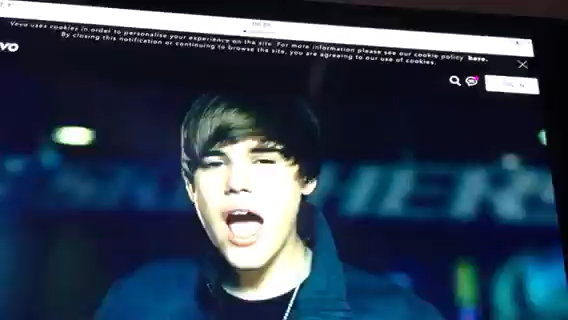 Vevo uses cookies in order to personalise your experience on the site. For more information please see our cookie policy here.
By closing this notification or continuing to browse the site, you are agreeing to our use of cookies.
vo